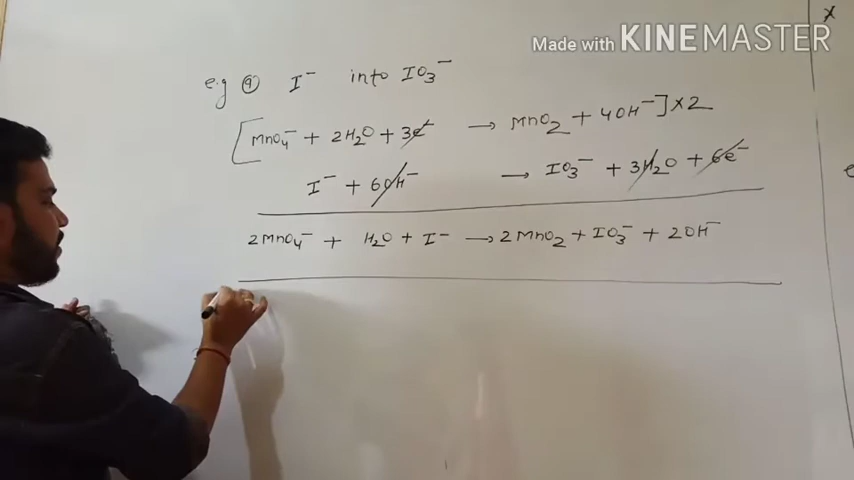 Made with KINEMASTER
x
e.g ④ I⁻ into IO₃⁻
[MnO₄⁻ + 2H₂O + 3e⁻ → MnO₂ + 4OH⁻] × 2
I⁻ + 6OH⁻ → IO₃⁻ + 3H₂O + 6e⁻
e
2MnO₄⁻ + H₂O + I⁻ → 2MnO₂ + IO₃⁻ + 2OH⁻